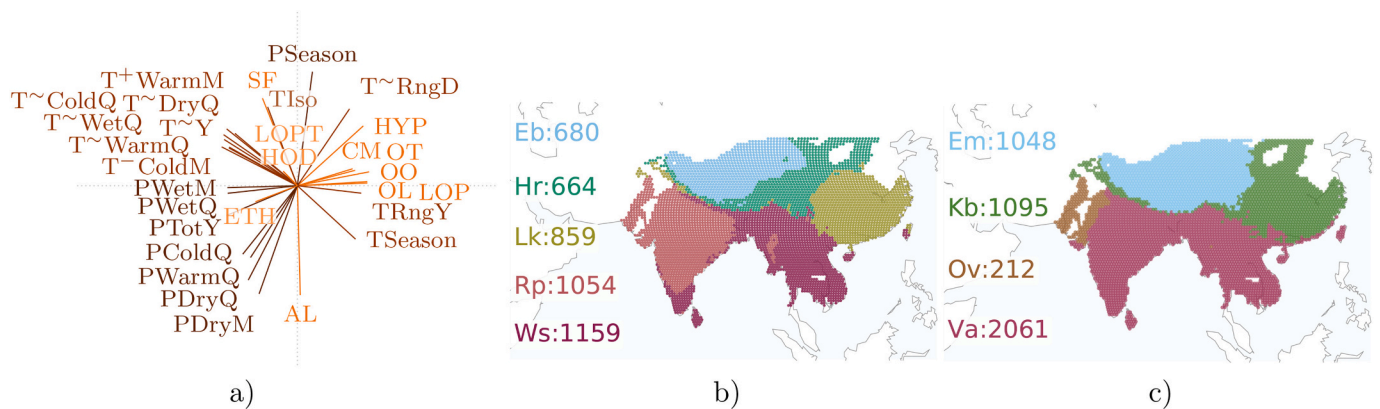 PSeason
T⁺WarmM
SF
T~RngD
T~ColdQ
T~DryQ
TIso
T~WetQ
T~Y
LOPT
HYP
T~WarmQ
HOD
CM
OT
T⁻ColdM
OO
PWetM
OL
LOP
PWetQ
ETH
TRngY
PTotY
TSeason
PColdQ
PWarmQ
PDryQ
AL
PDryM
a)
Eb:680
Hr:664
Lk:859
Rp:1054
Ws:1159
b)
Em:1048
Kb:1095
Ov:212
Va:2061
c)